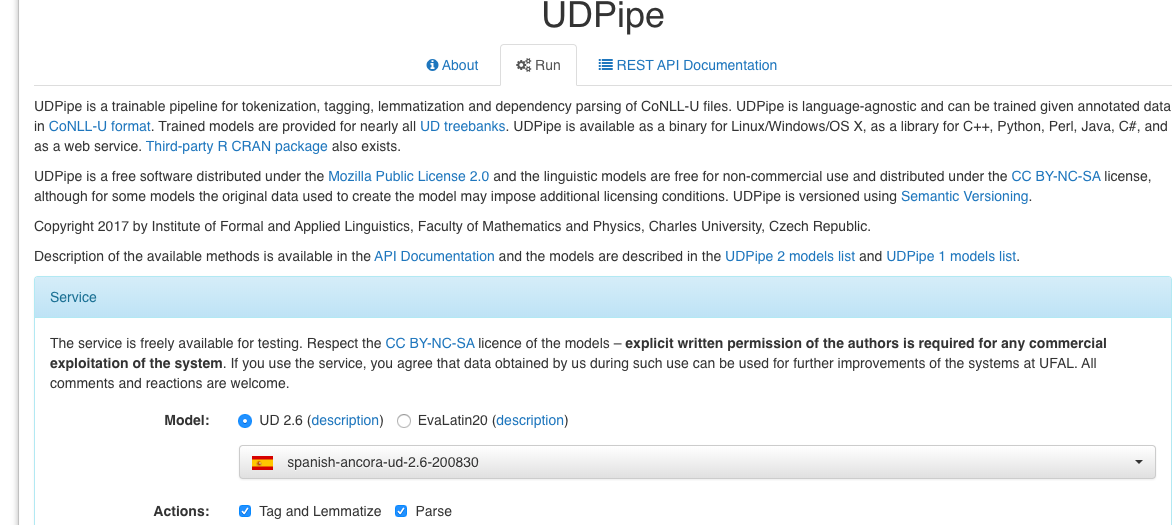 UDPipe
About Run REST API Documentation
UDPipe is a trainable pipeline for tokenization, tagging, lemmatization and dependency parsing of CoNLL-U files. UDPipe is language-agnostic and can be trained given annotated data
in CoNLL-U format. Trained models are provided for nearly all UD treebanks. UDPipe is available as a binary for Linux/Windows/OS X, as a library for C++, Python, Perl, Java, C#, and
as a web service. Third-party R CRAN package also exists.
UDPipe is a free software distributed under the Mozilla Public License 2.0 and the linguistic models are free for non-commercial use and distributed under the CC BY-NC-SA license,
although for some models the original data used to create the model may impose additional licensing conditions. UDPipe is versioned using Semantic Versioning.
Copyright 2017 by Institute of Formal and Applied Linguistics, Faculty of Mathematics and Physics, Charles University, Czech Republic.
Description of the available methods is available in the API Documentation and the models are described in the UDPipe 2 models list and UDPipe 1 models list.
Service
The service is freely available for testing. Respect the CC BY-NC-SA licence of the models – explicit written permission of the authors is required for any commercial
exploitation of the system. If you use the service, you agree that data obtained by us during such use can be used for further improvements of the systems at UFAL. All
comments and reactions are welcome.
Model: UD 2.6 (description) EvaLatin20 (description)
spanish-ancora-ud-2.6-200830
Actions: Tag and Lemmatize Parse